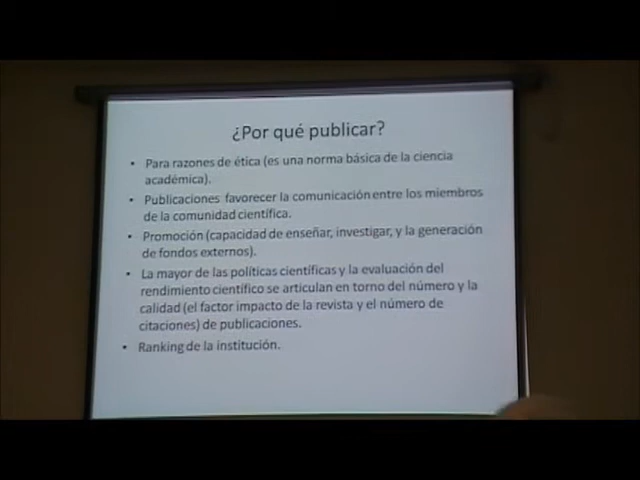 ¿Por qué publicar?
• Para razones de ética (es una norma básica de la ciencia
académica).
• Publicaciones favorecer la comunicación entre los miembros
de la comunidad científica.
• Promoción (capacidad de enseñar, investigar, y la generación
de fondos externos).
• La mayor de las políticas científicas y la evaluación del
rendimiento científico se articulan en torno del número y la
calidad (el factor impacto de la revista y el número de
citaciones) de publicaciones.
• Ranking de la institución.